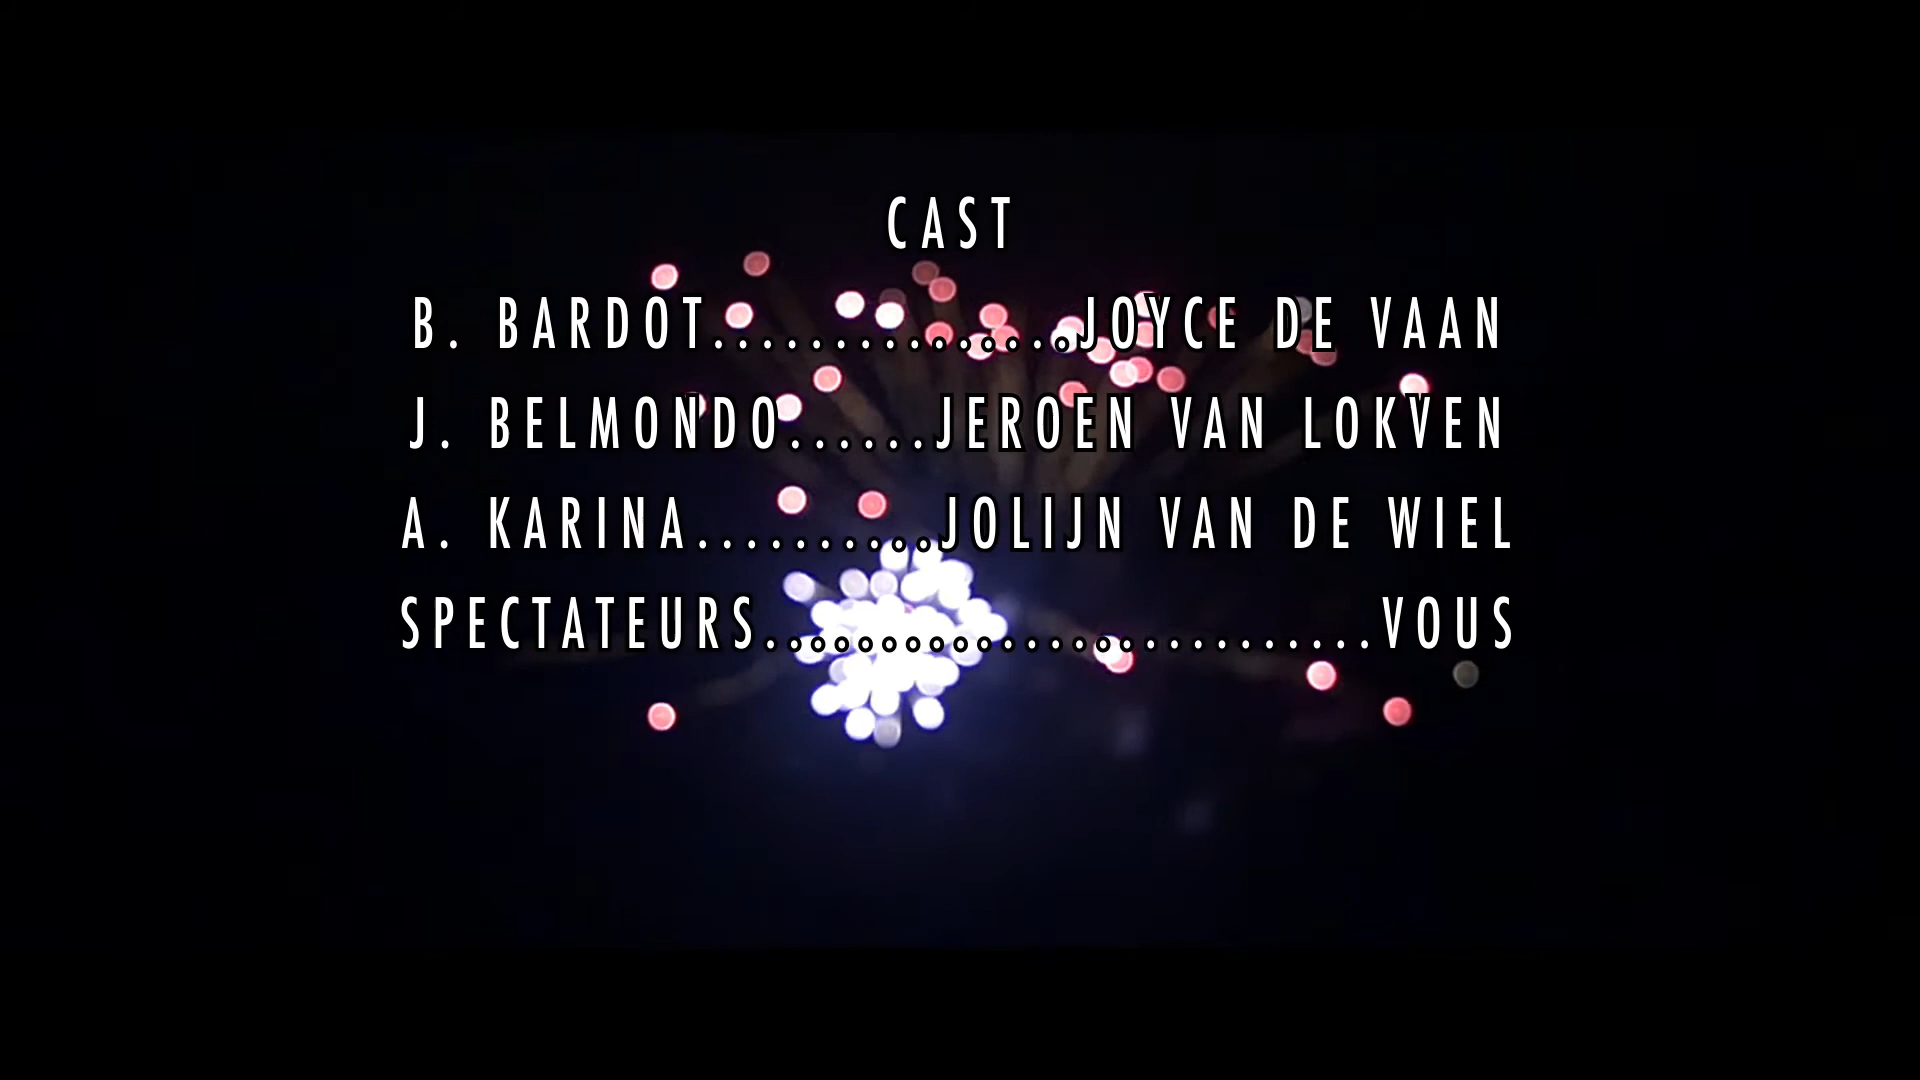 CAST
B. BARDOT...............JOYCE DE VAAN
J. BELMONDO......JEROEN VAN LOKVEN
A. KARINA..........JOLIJN VAN DE WIEL
SPECTATEURS..........................VOUS